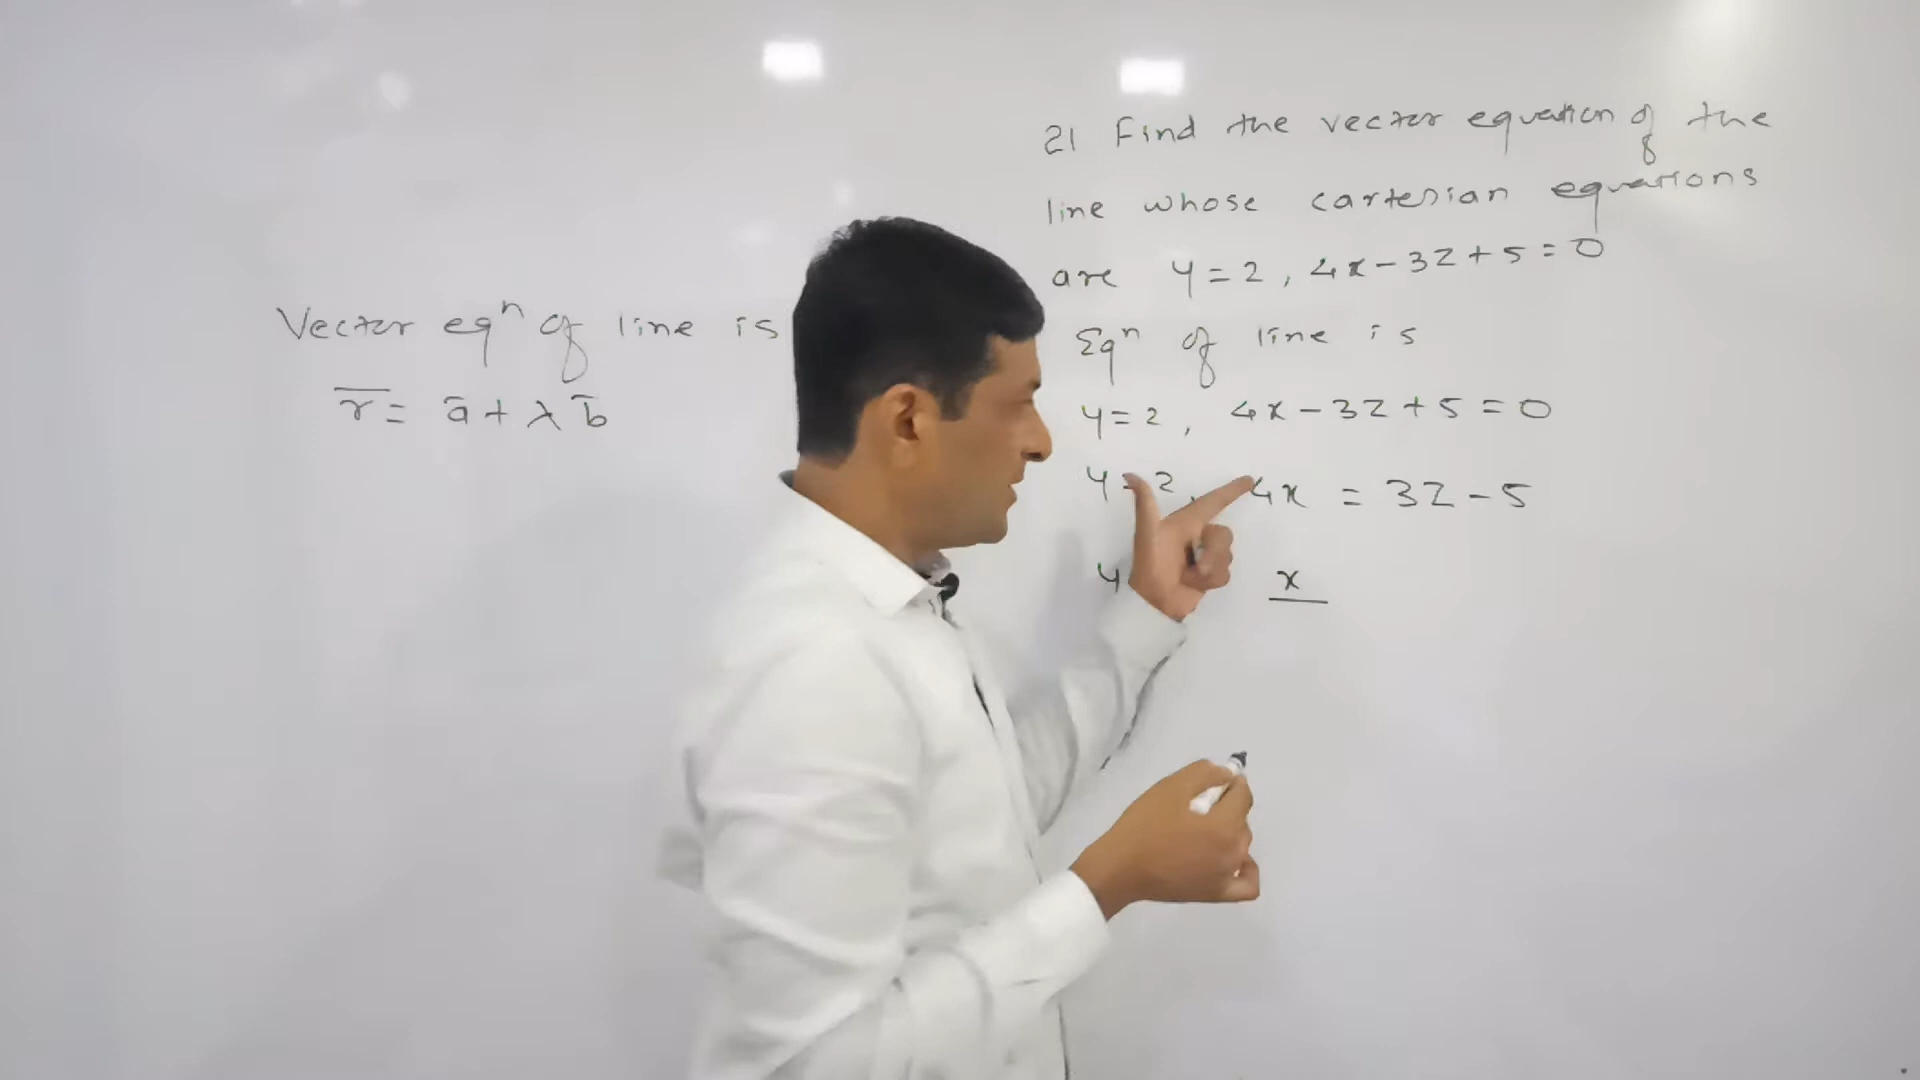 21 Find the vector equation of the
line whose cartesian equations
are y = 2, 4x - 3z + 5 = 0
Eqⁿ of line is
y = 2, 4x - 3z + 5 = 0
y = 2, 4x = 3z - 5
y x
Vector eqⁿ of line is
r̅ = a̅ + λ b̅